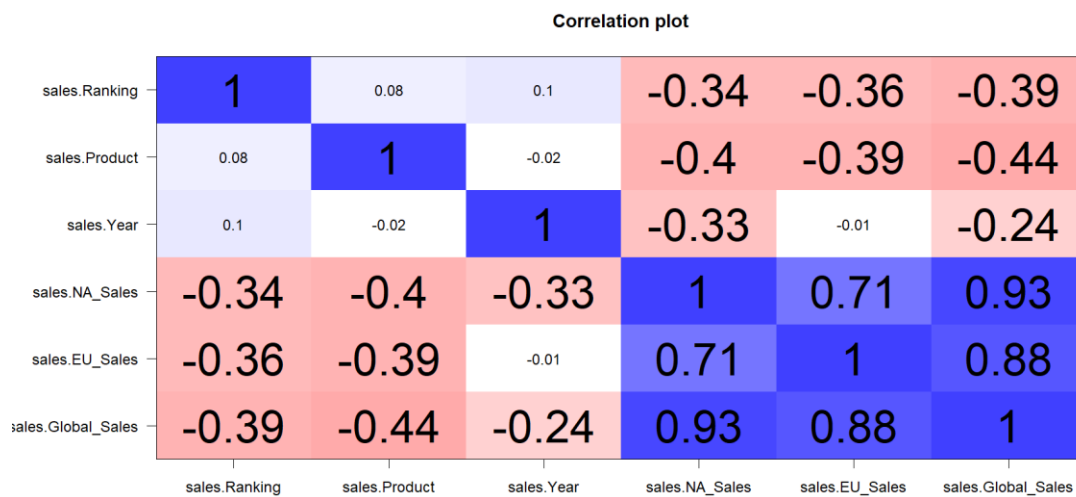 Correlation plot
sales.Ranking 1 0.08 0.1 -0.34 -0.36 -0.39
sales.Product 0.08 1 -0.02 -0.4 -0.39 -0.44
sales.Year 0.1 -0.02 1 -0.33 -0.01 -0.24
sales.NA_Sales -0.34 -0.4 -0.33 1 0.71 0.93
sales.EU_Sales -0.36 -0.39 -0.01 0.71 1 0.88
sales.Global_Sales -0.39 -0.44 -0.24 0.93 0.88 1
sales.Ranking sales.Product sales.Year sales.NA_Sales sales.EU_Sales sales.Global_Sales